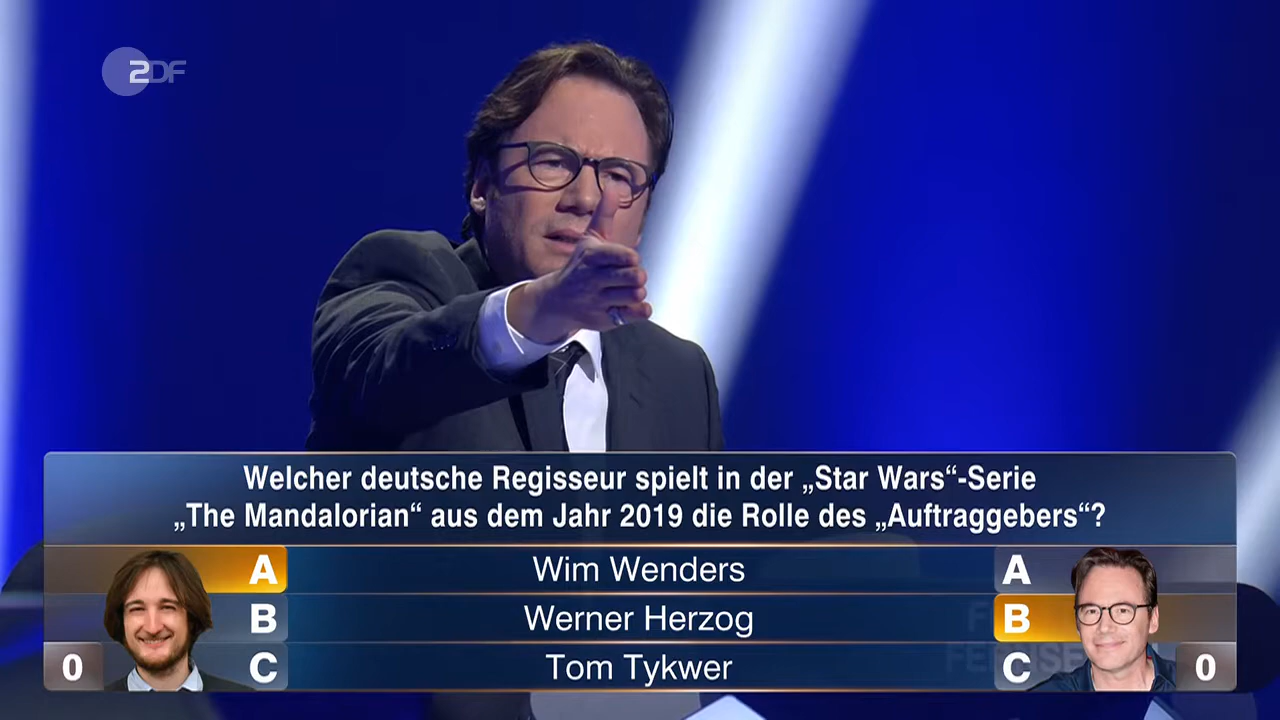 ZDF
Welcher deutsche Regisseur spielt in der „Star Wars“-Serie
„The Mandalorian“ aus dem Jahr 2019 die Rolle des „Auftraggebers“?
A Wim Wenders A
B Werner Herzog B
0 C Tom Tykwer C 0